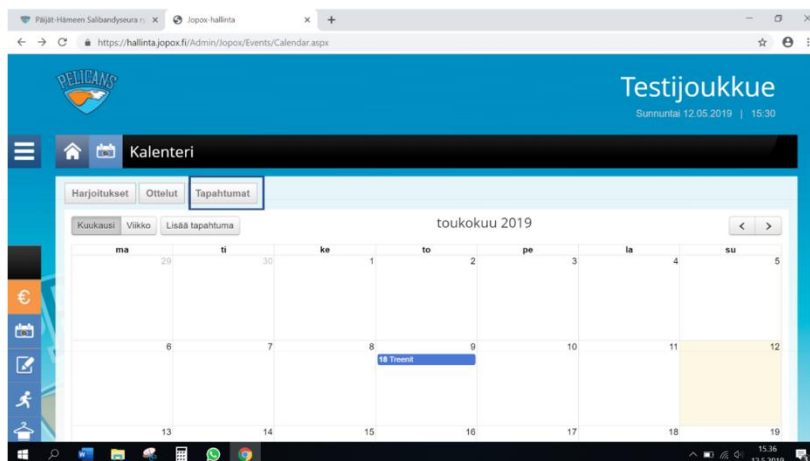 Päijät-Hämeen Salibandyseura ry
Jopox-hallinta
https://hallinta.jopox.fi/Admin/Jopox/Events/Calendar.aspx
PELICANS
Testijoukkue
Sunnuntai 12.05.2019 | 15:30
Kalenteri
Harjoitukset Ottelut Tapahtumat
Kuukausi Viikko Lisää tapahtuma toukokuu 2019
ma ti ke to pe la su
29 30 1 2 3 4 5
€
6 7 8 9 10 11 12
18 Treenit
13 14 15 16 17 18 19
15.36
12.5.2019